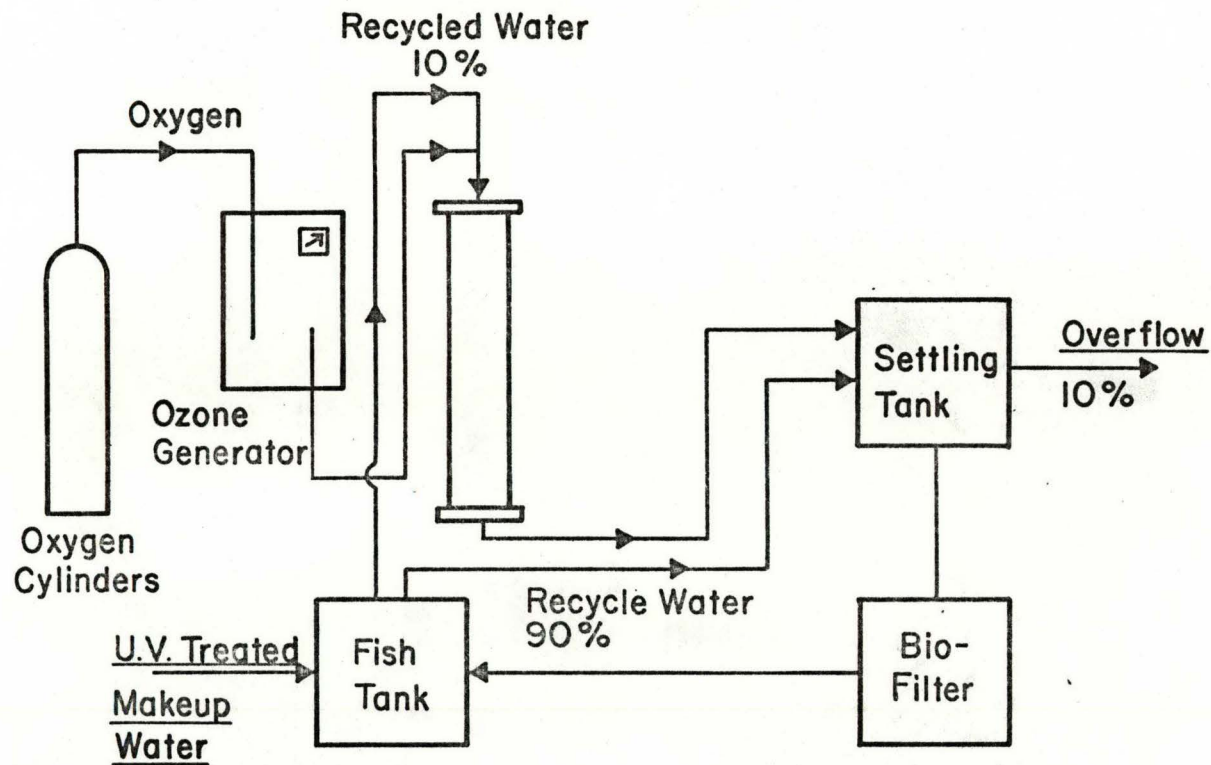 Recycled Water
10%
Oxygen
Ozone
Generator
Oxygen
Cylinders
Settling
Tank
Overflow
10%
Recycle Water
90%
U.V. Treated
Makeup
Water
Fish
Tank
Bio-
Filter